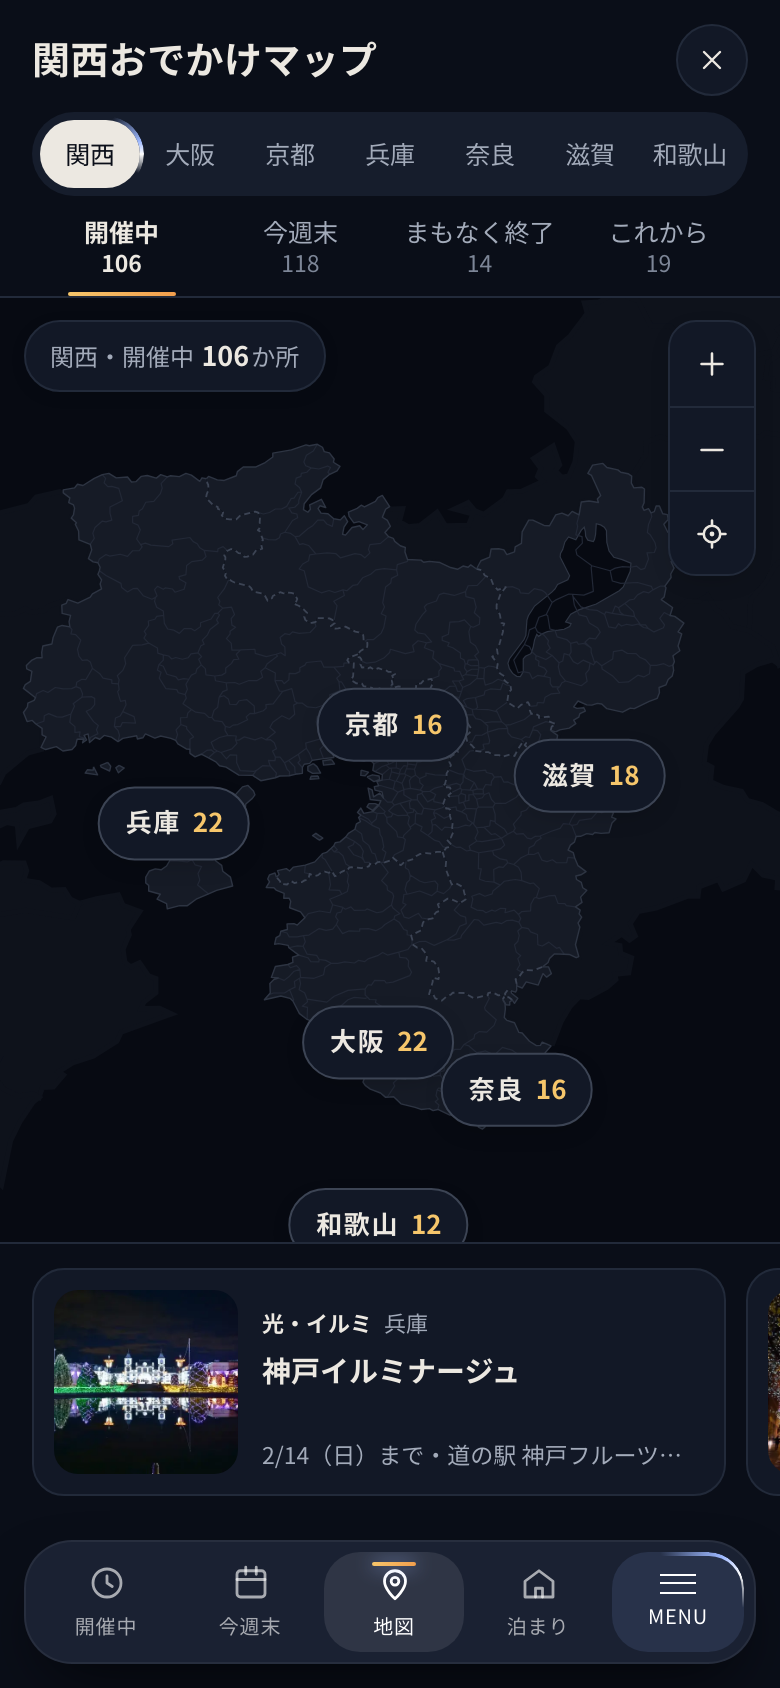 関西おでかけマップ
関西 大阪 京都 兵庫 奈良 滋賀 和歌山
開催中 今週末 まもなく終了 これから
106 118 14 19
関西・開催中 106か所
京都 16
滋賀 18
兵庫 22
大阪 22
奈良 16
和歌山 12
光・イルミ 兵庫
神戸イルミナージュ
2/14（日）まで・道の駅 神戸フルーツ…
開催中 今週末 地図 泊まり MENU